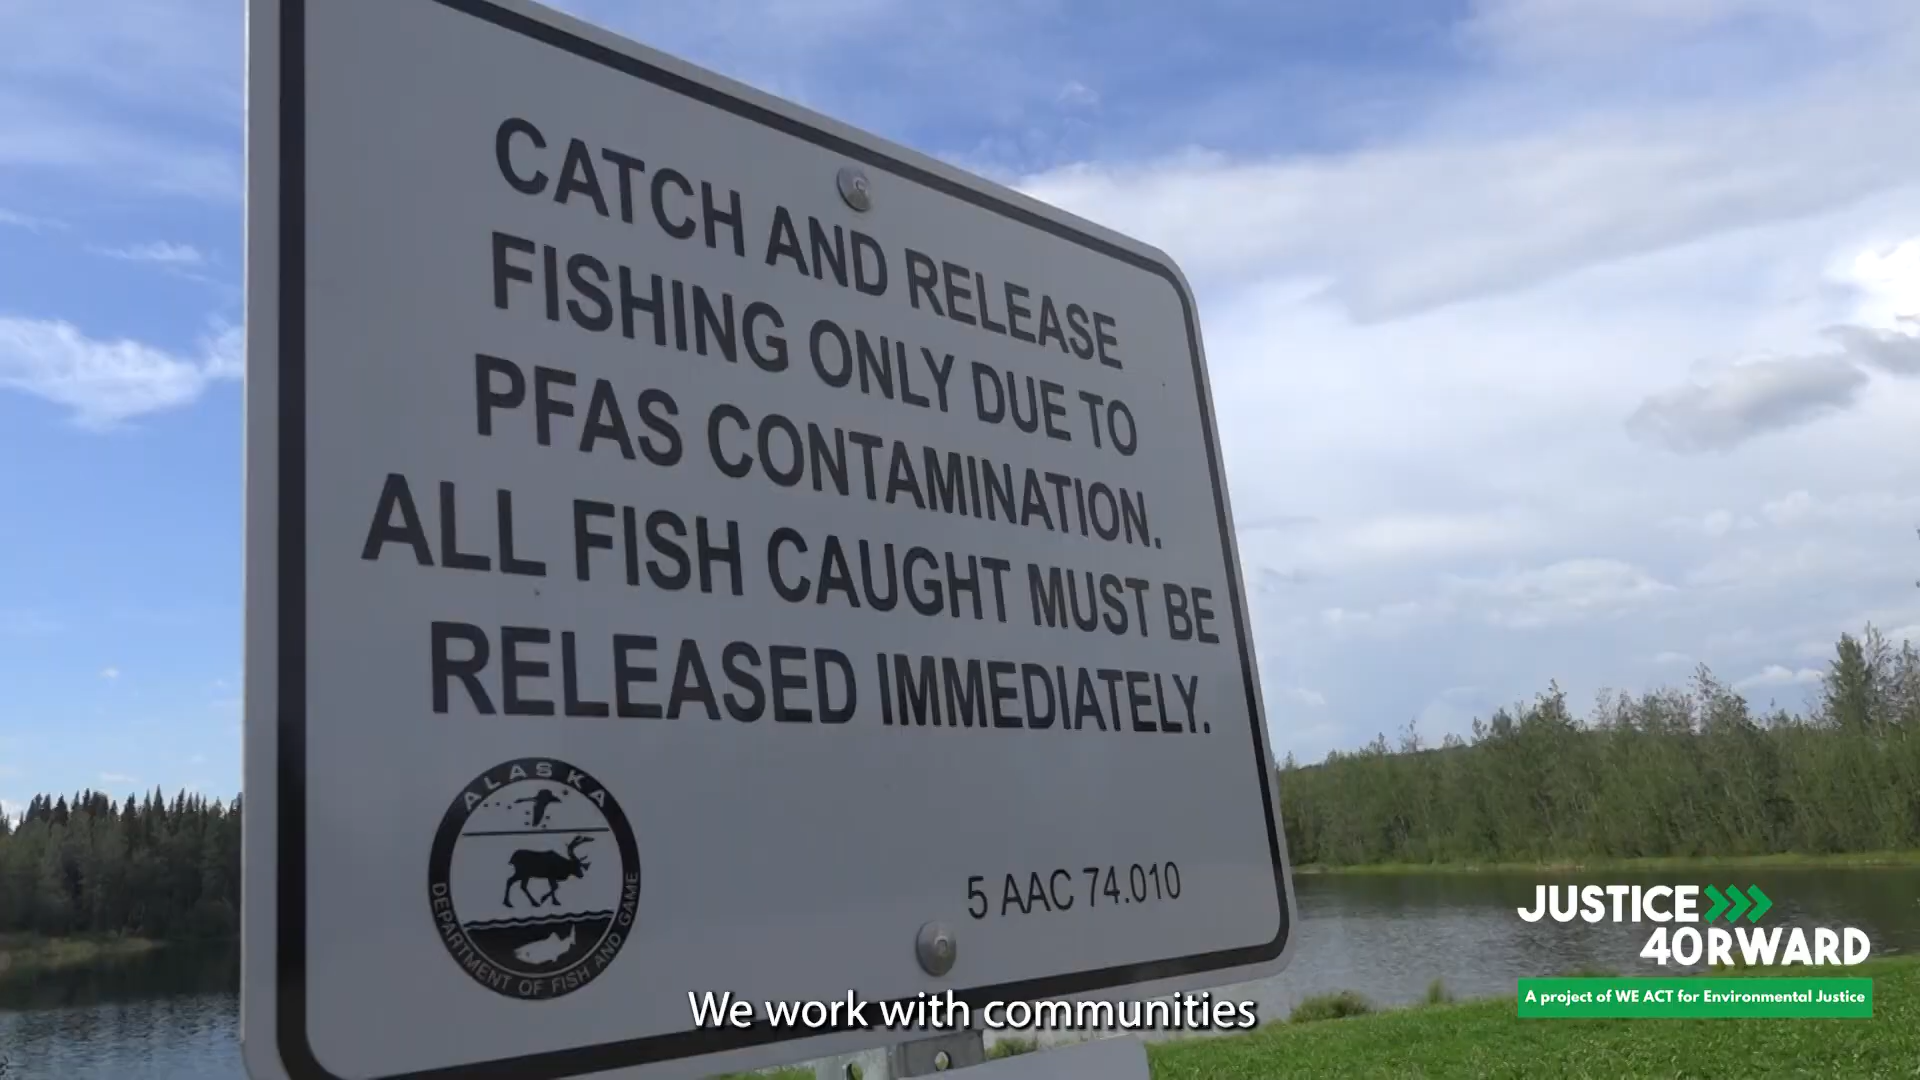 CATCH AND RELEASE
FISHING ONLY DUE TO
PFAS CONTAMINATION.
ALL FISH CAUGHT MUST BE
RELEASED IMMEDIATELY.
ALASKA
DEPARTMENT OF FISH AND GAME
5 AAC 74.010
We work with communities
JUSTICE
4ORWARD
A project of WE ACT for Environmental Justice